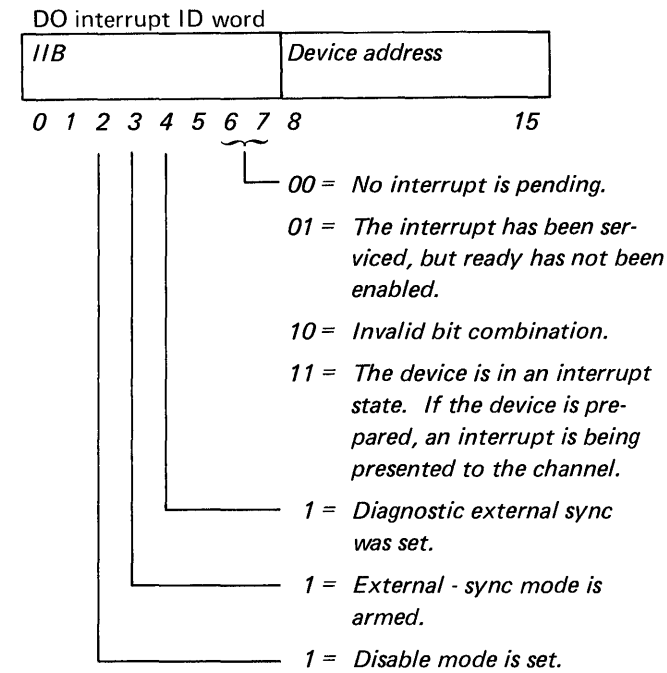 DO interrupt ID word
IIB Device address
0 1 2 3 4 5 6 7 8 15
00 = No interrupt is pending.
01 = The interrupt has been ser-
viced, but ready has not been
enabled.
10 = Invalid bit combination.
11 = The device is in an interrupt
state. If the device is pre-
pared, an interrupt is being
presented to the channel.
1 = Diagnostic external sync
was set.
1 = External - sync mode is
armed.
1 = Disable mode is set.